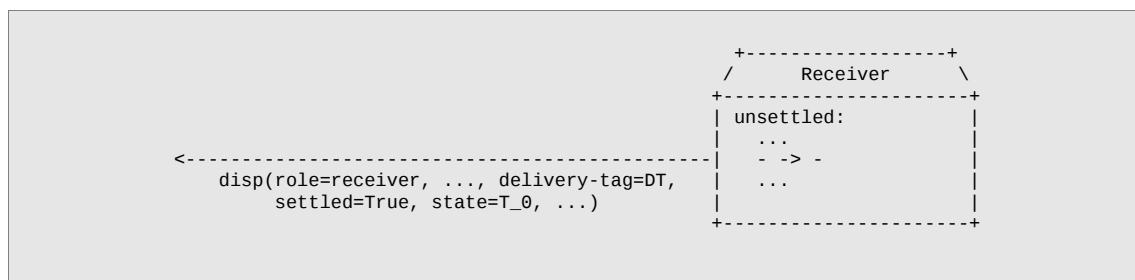 +------------------+
/ Receiver \
+----------------------+
| unsettled: |
| ... |
<-----------------------------------------------| - -> - |
disp(role=receiver, ..., delivery-tag=DT, | ... |
settled=True, state=T_0, ...) | |
+----------------------+